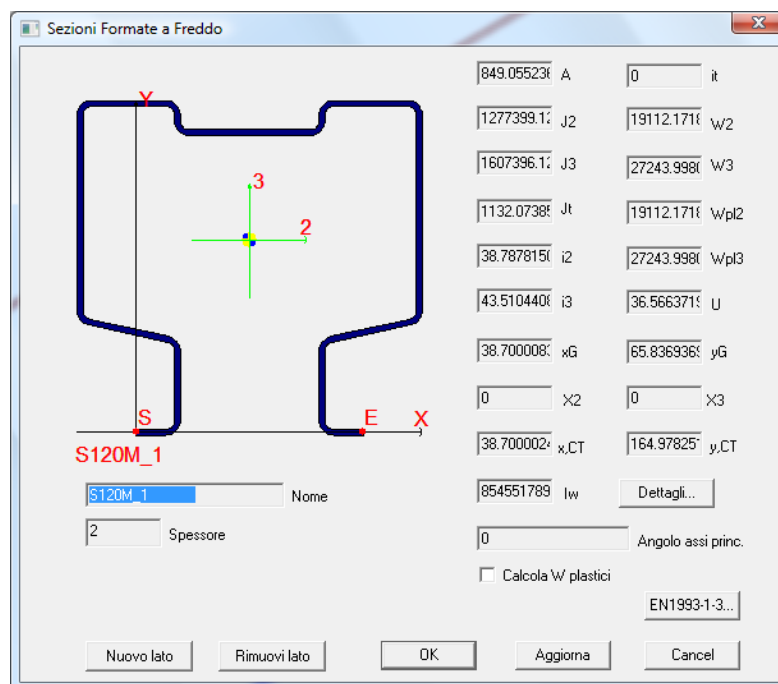 Sezioni Formate a Freddo
Y
3
2
S
E
X
S120M_1
849.05523 A 0 it
1277399.12 J2 19112.1718 W2
1607396.12 J3 27243.9980 W3
1132.0738 Jt 19112.1718 Wpl2
38.787815 i2 27243.9980 Wpl3
43.510440 i3 36.566371 U
38.700008 xG 65.836936 yG
0 X2 0 X3
38.700002 x,CT 164.97825 y,CT
854551789 Iw Dettagli...
S120M_1 Nome
2 Spessore
0 Angolo assi princ.
Calcola W plastici
EN1993-1-3...
Nuovo lato Rimuovi lato OK Aggiorna Cancel